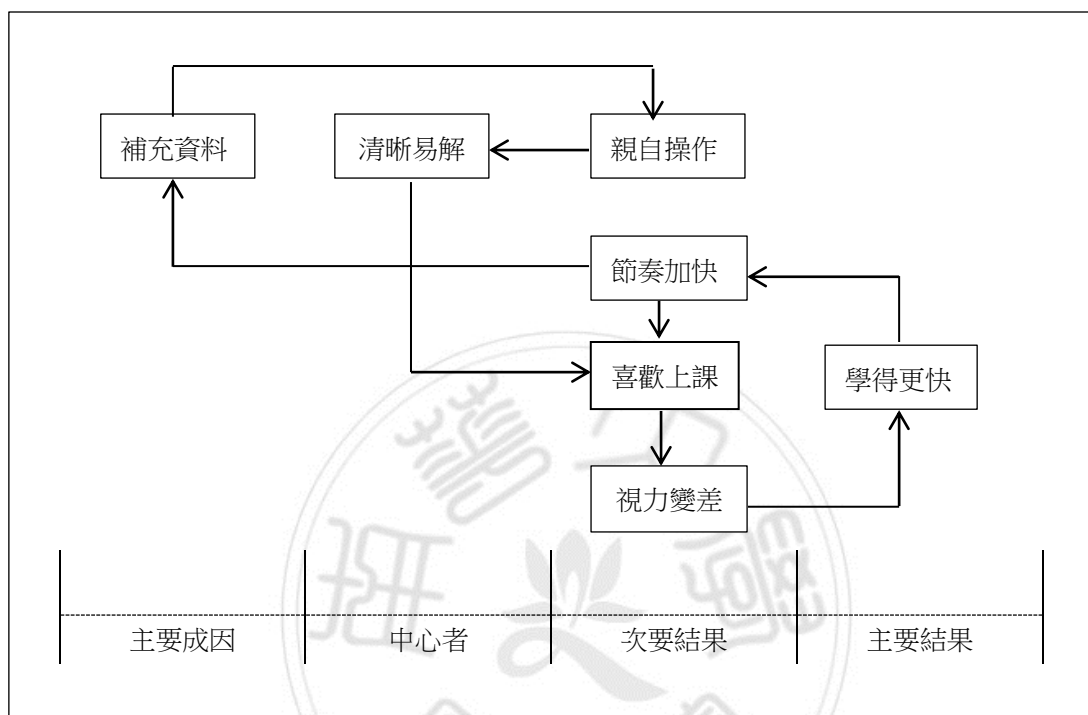 補充資料
清晰易解
親自操作
節奏加快
喜歡上課
學得更快
視力變差
主要成因
中心者
次要結果
主要結果